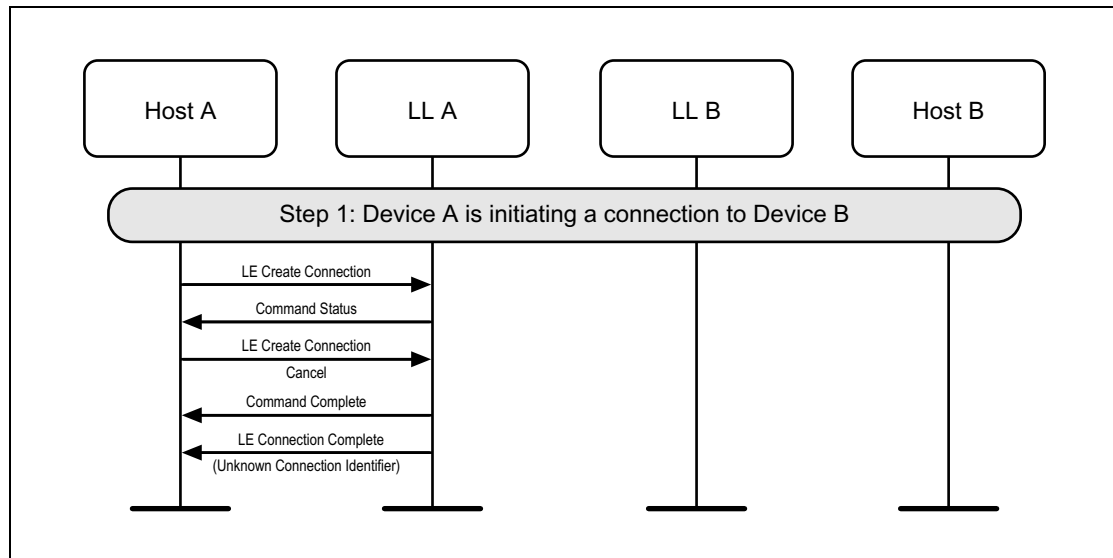 Host A
LL A
LL B
Host B
Step 1: Device A is initiating a connection to Device B
LE Create Connection
Command Status
LE Create Connection
Cancel
Command Complete
LE Connection Complete
(Unknown Connection Identifier)